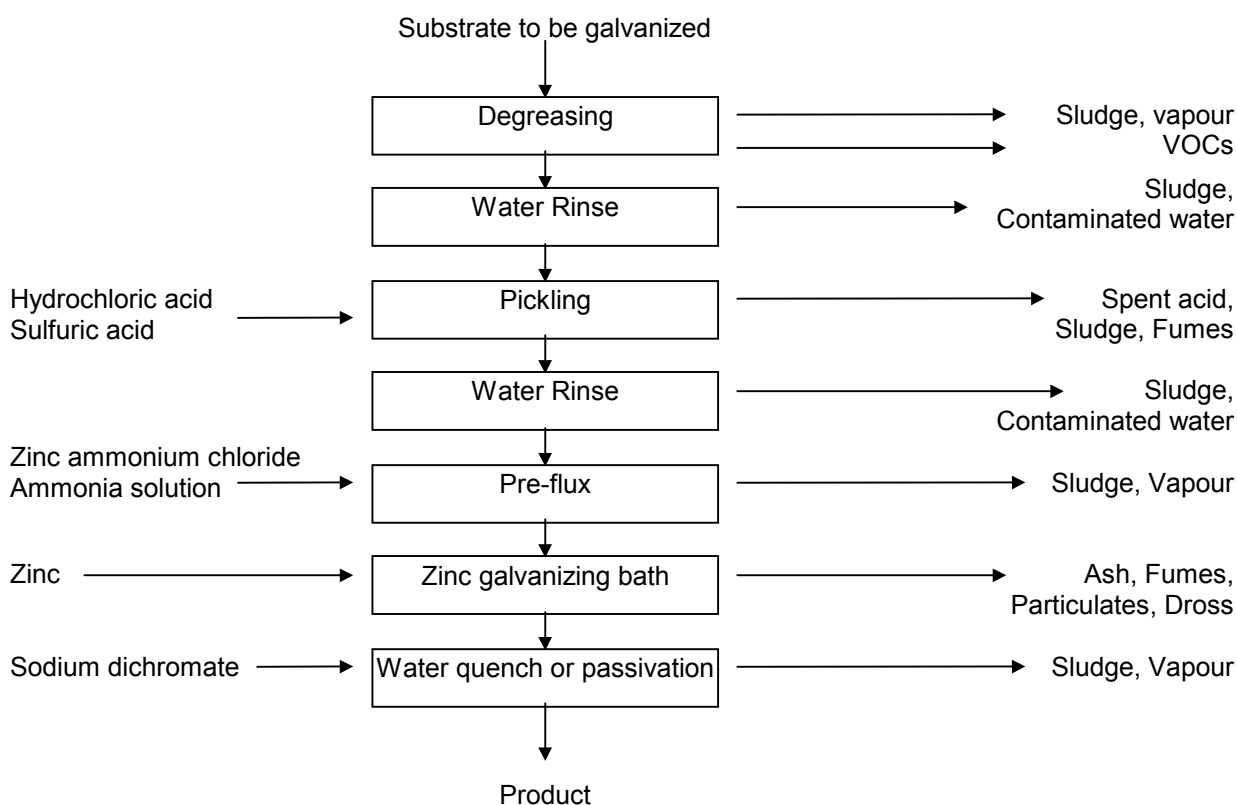 Substrate to be galvanized
Degreasing
Sludge, vapour
VOCs
Water Rinse
Sludge,
Contaminated water
Hydrochloric acid
Sulfuric acid
Pickling
Spent acid,
Sludge, Fumes
Water Rinse
Sludge,
Contaminated water
Zinc ammonium chloride
Ammonia solution
Pre-flux
Sludge, Vapour
Zinc
Zinc galvanizing bath
Ash, Fumes,
Particulates, Dross
Sodium dichromate
Water quench or passivation
Sludge, Vapour
Product